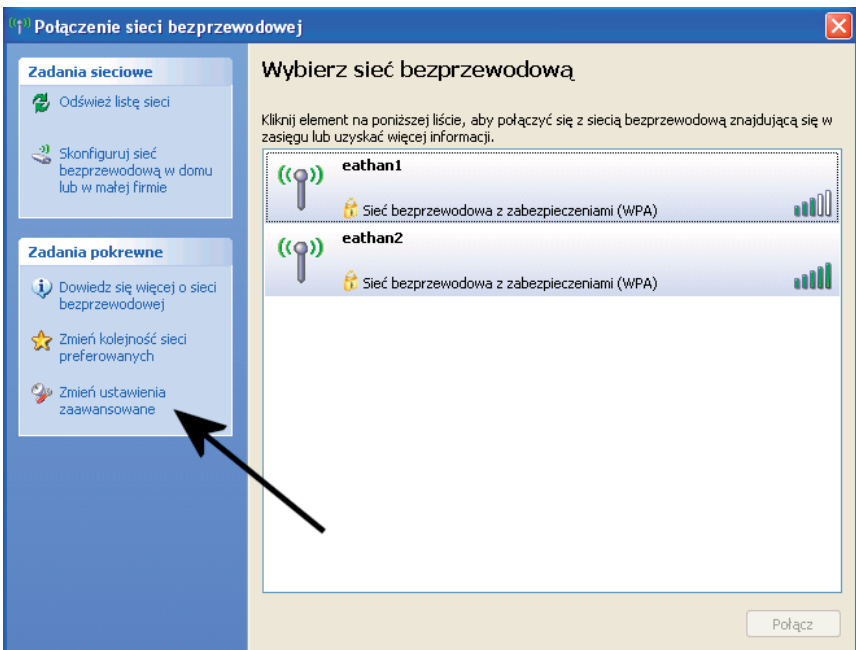 Połączenie sieci bezprzewodowej
Zadania sieciowe
Odśwież listę sieci
Skonfiguruj sieć
bezprzewodową w domu
lub w małej firmie
Zadania pokrewne
Dowiedz się więcej o sieci
bezprzewodowej
Zmień kolejność sieci
preferowanych
Zmień ustawienia
zaawansowane
Wybierz sieć bezprzewodową
Kliknij element na poniższej liście, aby połączyć się z siecią bezprzewodową znajdującą się w
zasięgu lub uzyskać więcej informacji.
eathan1
Sieć bezprzewodowa z zabezpieczeniami (WPA)
eathan2
Sieć bezprzewodowa z zabezpieczeniami (WPA)
Połącz